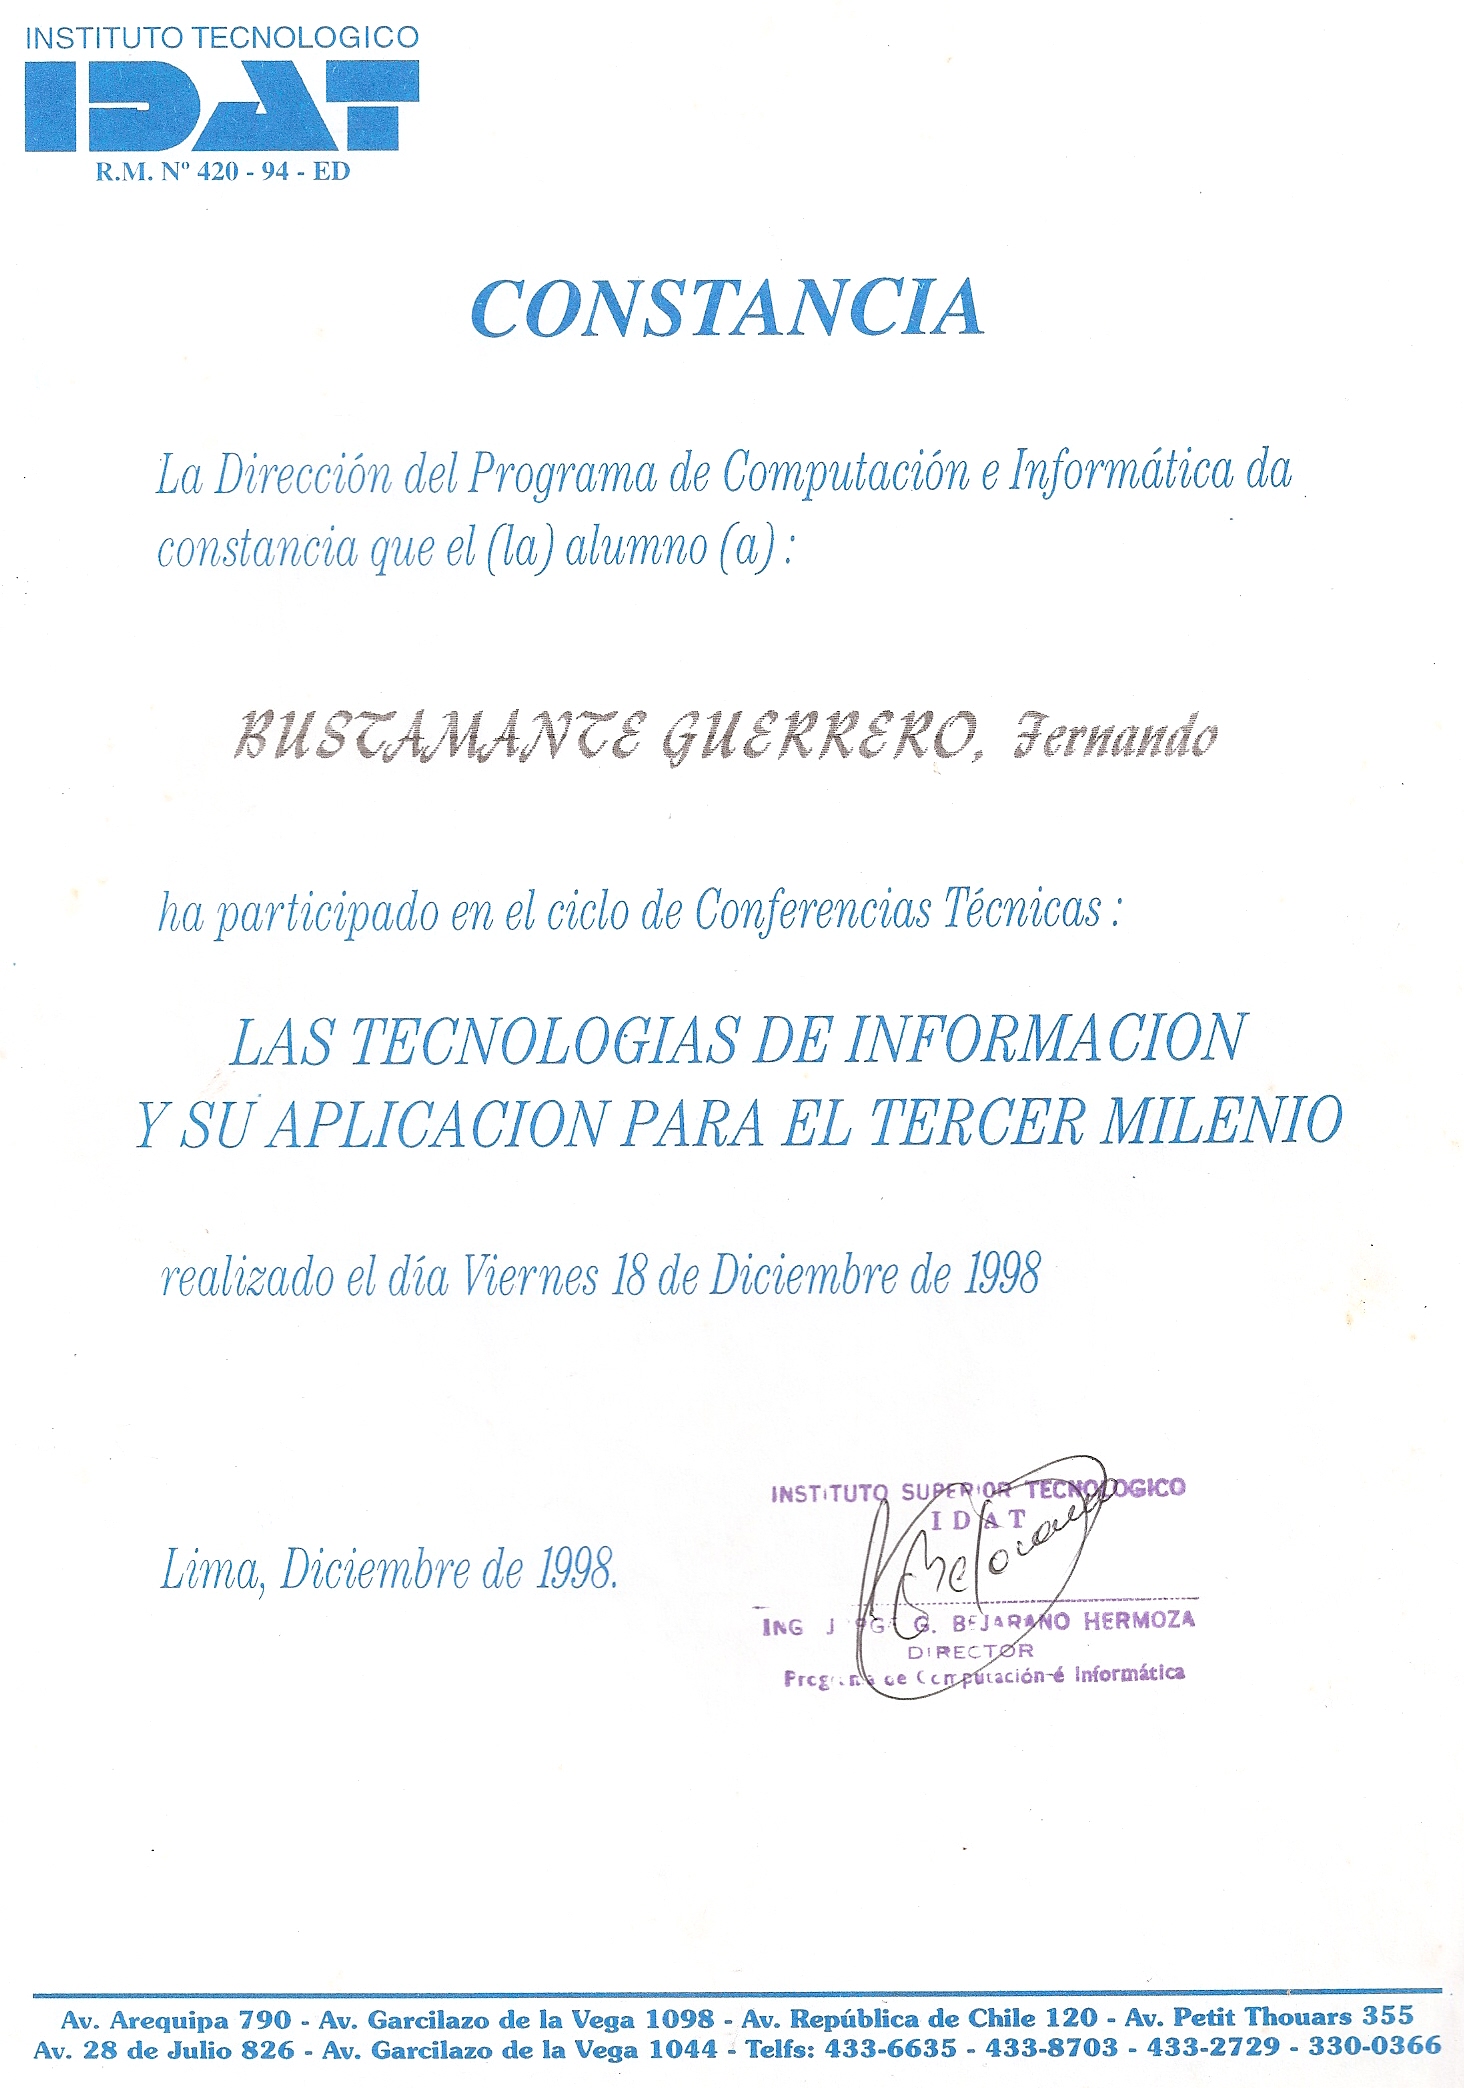 INSTITUTO TECNOLOGICO
IDAT
R.M. Nº 420 - 94 - ED
CONSTANCIA
La Dirección del Programa de Computación e Informática da
constancia que el (la) alumno (a) :
BUSTAMANTE GUERRERO, Fernando
ha participado en el ciclo de Conferencias Técnicas :
LAS TECNOLOGIAS DE INFORMACION
Y SU APLICACION PARA EL TERCER MILENIO
realizado el día Viernes 18 de Diciembre de 1998
INSTITUTO SUPERIOR TECNOLOGICO
IDAT
Lima, Diciembre de 1998.
ING G. BEJARANO HERMOZA
DIRECTOR
Programa de Computación é Informática
Av. Arequipa 790 - Av. Garcilazo de la Vega 1098 - Av. República de Chile 120 - Av. Petit Thouars 355
Av. 28 de Julio 826 - Av. Garcilazo de la Vega 1044 - Telfs: 433-6635 - 433-8703 - 433-2729 - 330-0366